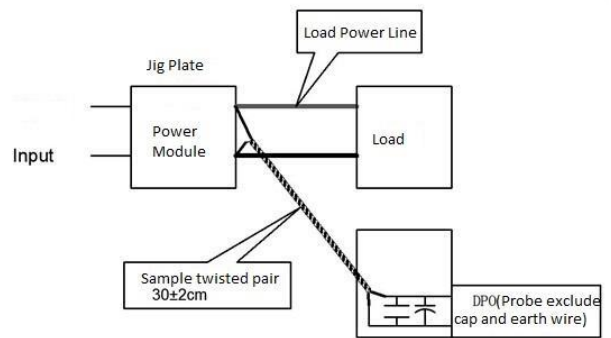 Load Power Line
Jig Plate
Power
Module
Load
Input
Sample twisted pair
30±2cm
DPO(Probe exclude
cap and earth wire)